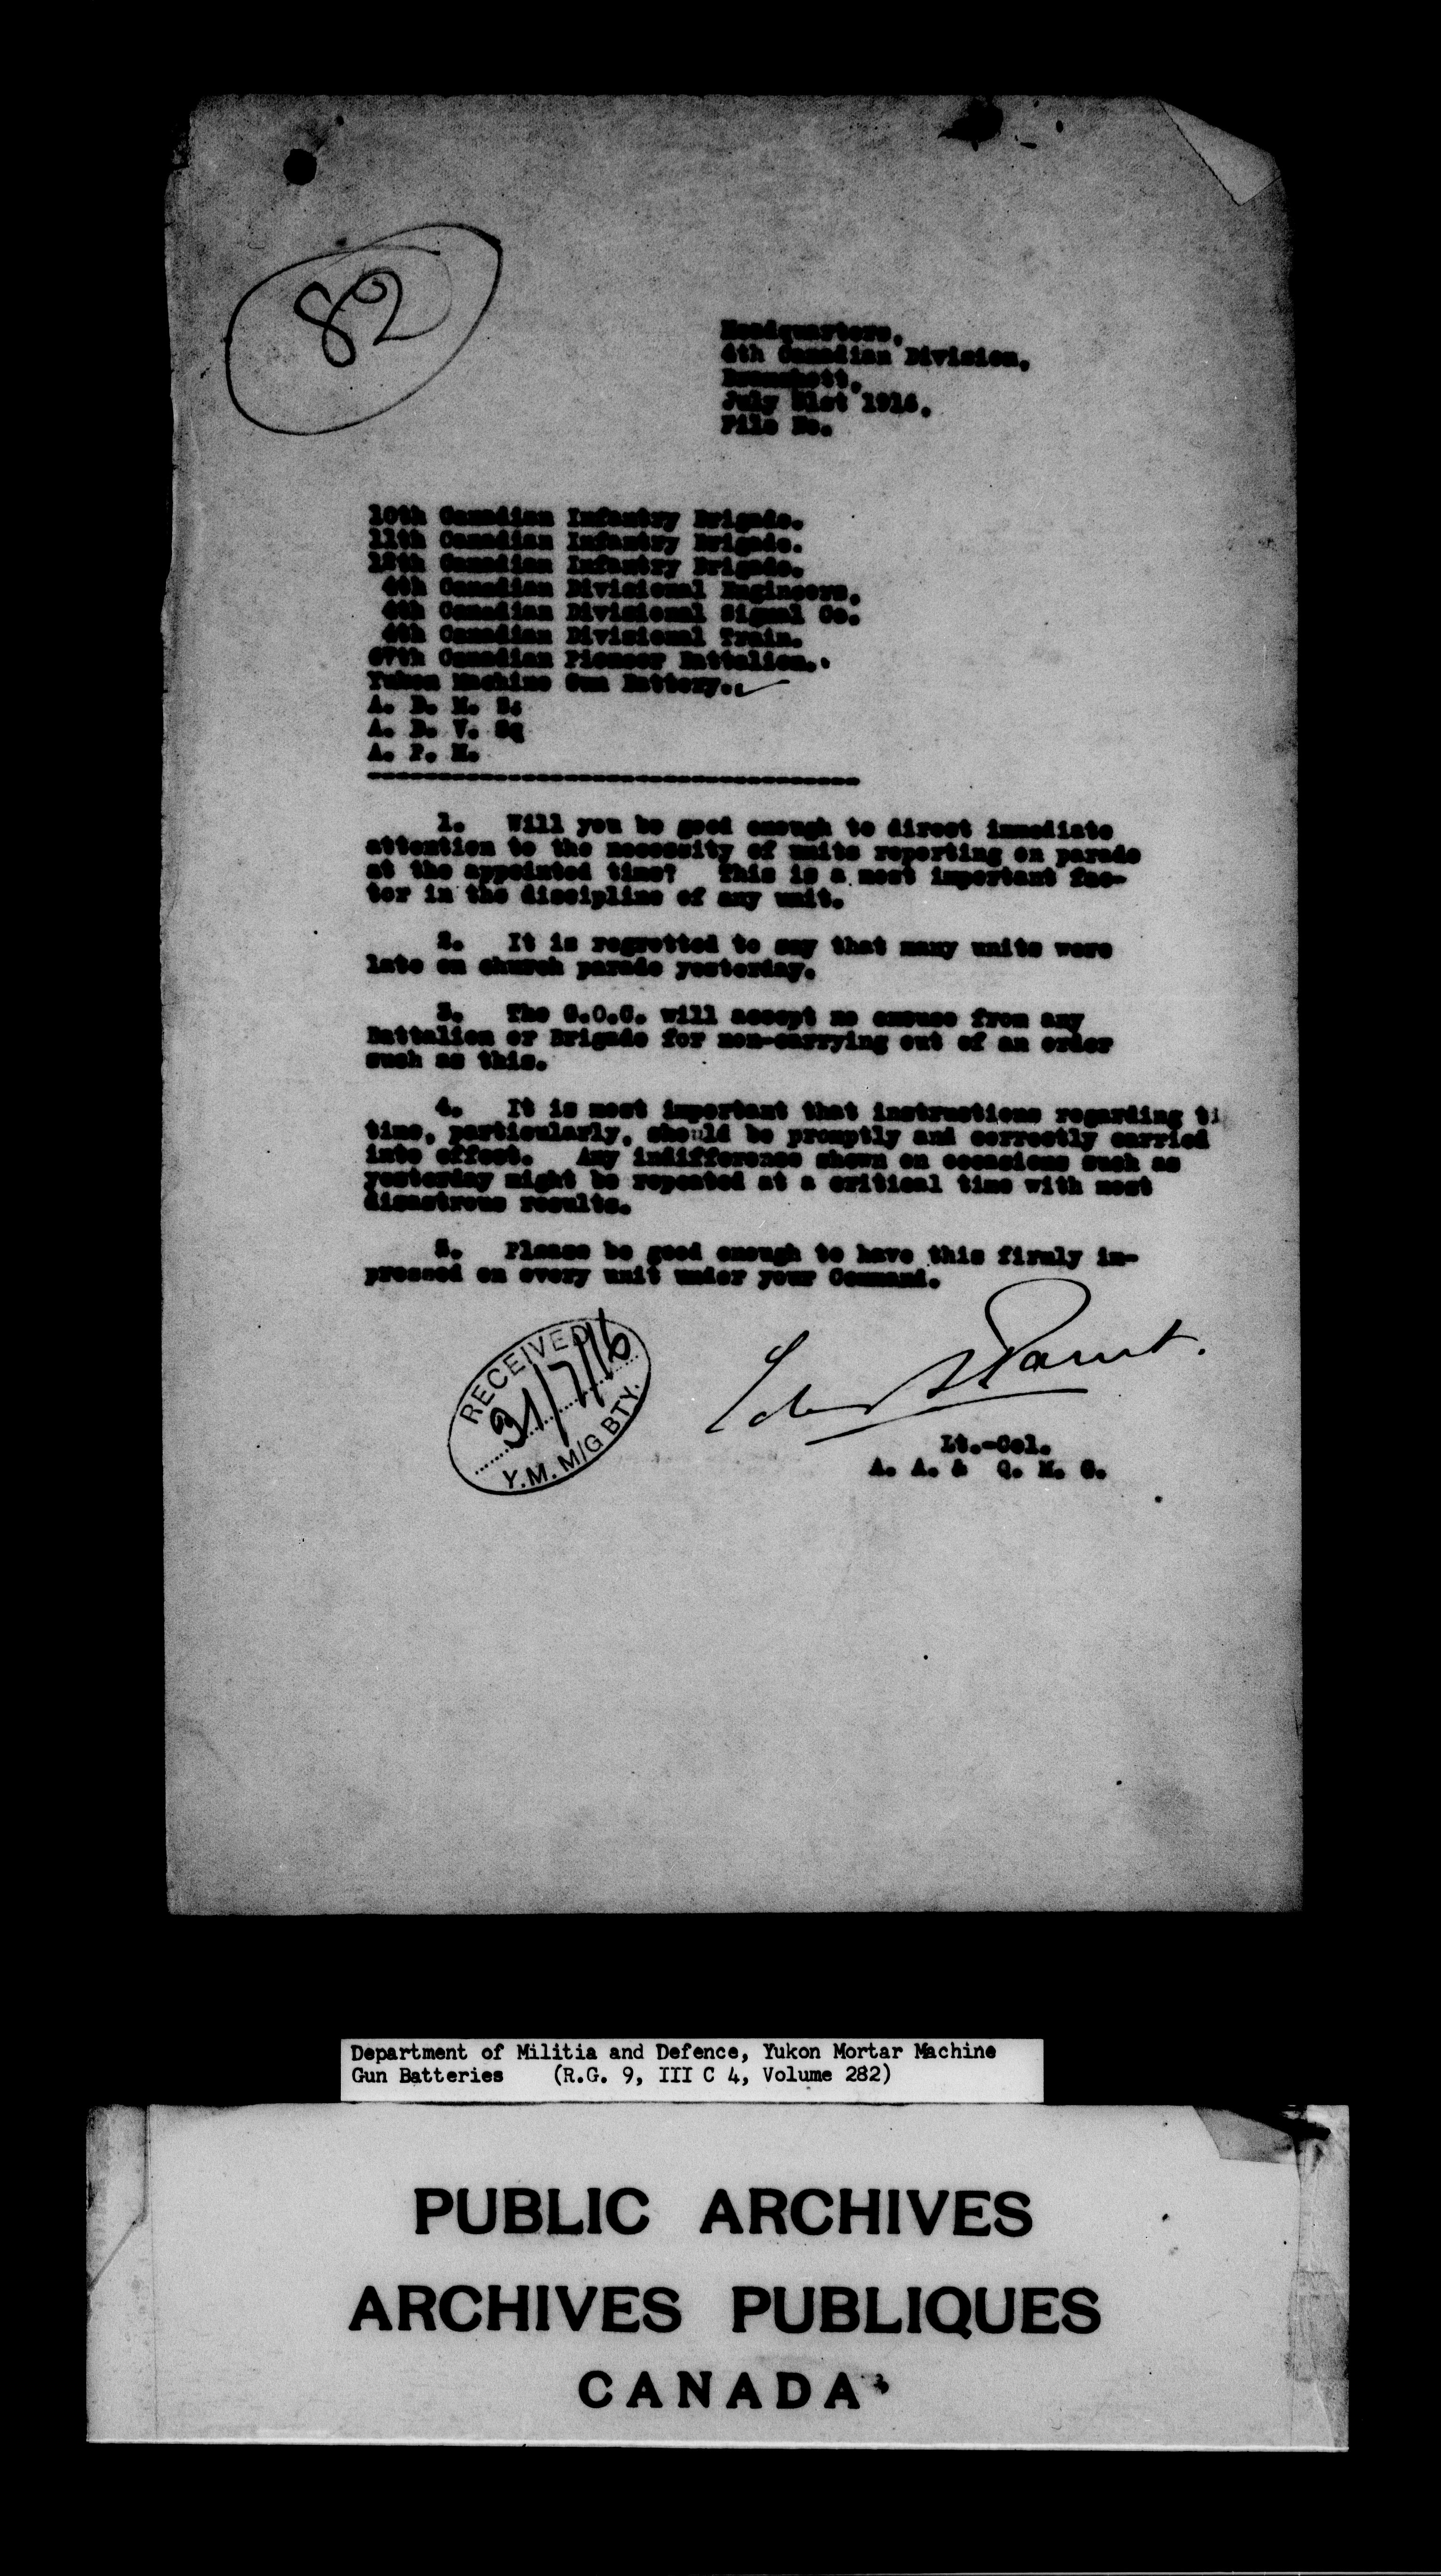 82
Headquarters,
4th Canadian Division,
Bramshott,
July 31st 1916.
File No.
10th Canadian Infantry Brigade.
11th Canadian Infantry Brigade.
12th Canadian Infantry Brigade.
4th Canadian Divisional Engineers.
4th Canadian Divisional Signal Co.
4th Canadian Divisional Train.
67th Canadian Pioneer Battalion.
Yukon Machine Gun Battery.
A. D. M. S.
A. D. V. S.
A. P. M.
1. Will you be good enough to direct immediate
attention to the necessity of units reporting on parade
at the appointed time? This is a most important fac-
tor in the discipline of any unit.
2. It is regretted to say that many units were
late on church parade yesterday.
3. The G.O.C. will accept no excuse from any
Battalion or Brigade for non-carrying out of an order
such as this.
4. It is most important that instructions regarding ti
time, particularly, should be promptly and correctly carried
into effect. Any indifference shown on occasions such as
yesterday might be repeated at a critical time with most
disastrous results.
5. Please be good enough to have this firmly im-
pressed on every unit under your Command.
RECEIVED
31/7/16
Y.M. M/G BTY.
Lt.-Col.
A. A. & Q. M. G.
Department of Militia and Defence, Yukon Mortar Machine
Gun Batteries (R.G. 9, III C 4, Volume 282)
PUBLIC ARCHIVES
ARCHIVES PUBLIQUES
CANADA